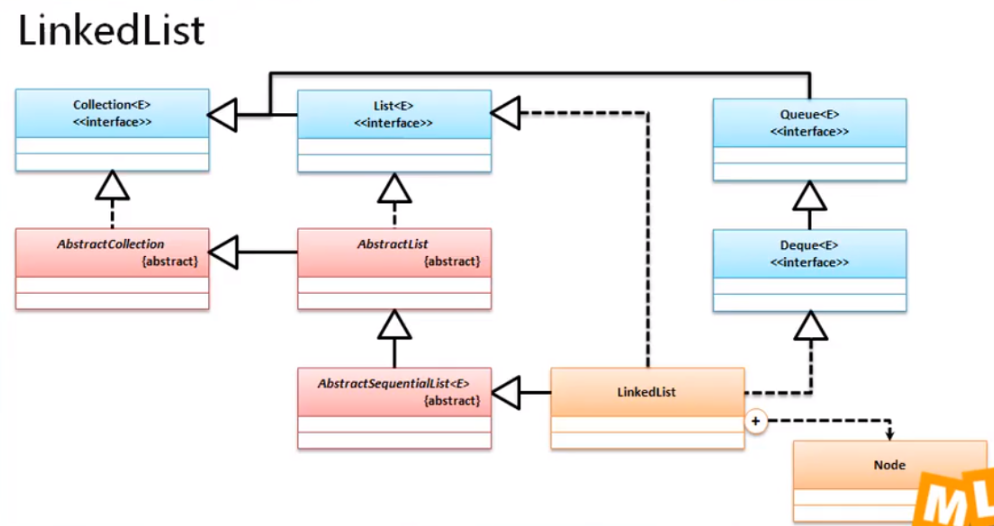 LinkedList
Collection<E>
<<interface>>
List<E>
<<interface>>
Queue<E>
<<interface>>
AbstractCollection
{abstract}
AbstractList
{abstract}
Deque<E>
<<interface>>
AbstractSequentialList<E>
{abstract}
LinkedList
+
Node
ML